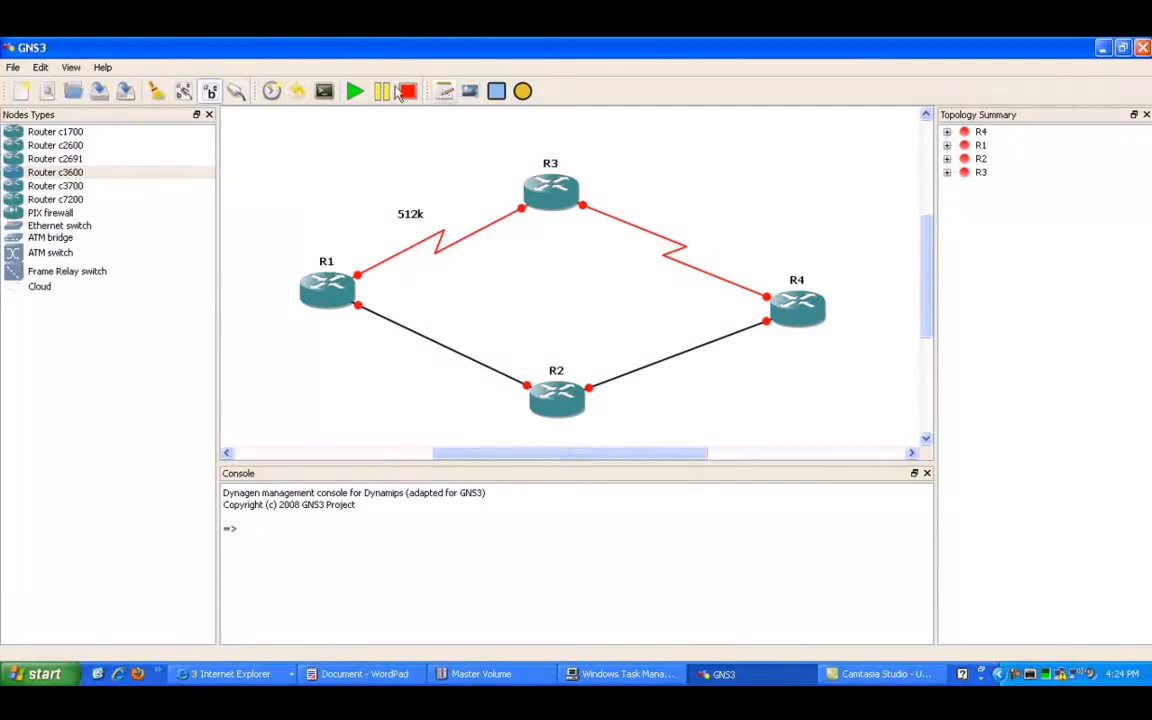 GNS3
File Edit View Help
Nodes Types
Router c1700
Router c2600
Router c2691
Router c3600
Router c3700
Router c7200
PIX firewall
Ethernet switch
ATM bridge
ATM switch
Frame Relay switch
Cloud
R3
512k
R1
R4
R2
Topology Summary
R4
R1
R2
R3
Console
Dynagen management console for Dynamips (adapted for GNS3)
Copyright (c) 2008 GNS3 Project
=>
start
3 Internet Explorer
Document - WordPad
Master Volume
Windows Task Mana...
GNS3
Camtasia Studio - U...
4:24 PM